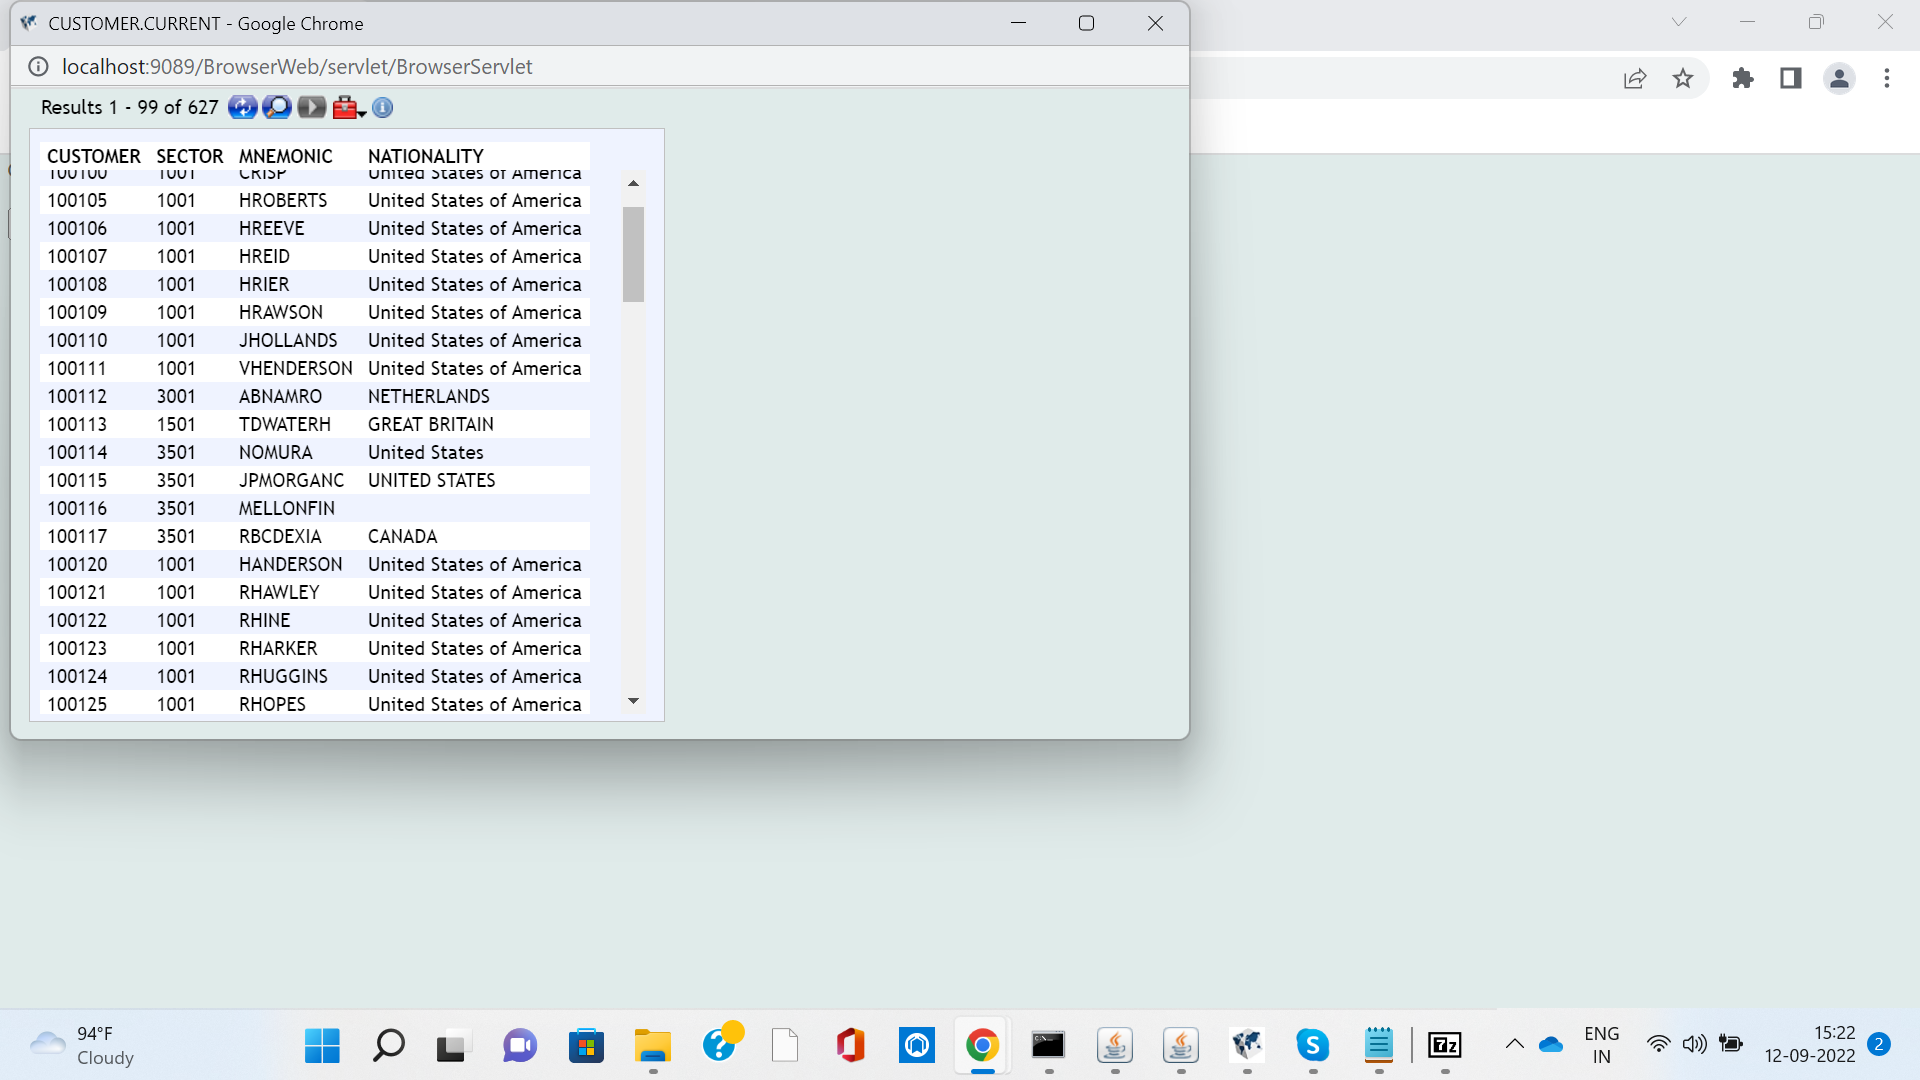 CUSTOMER.CURRENT - Google Chrome
localhost:9089/BrowserWeb/servlet/BrowserServlet
Results 1 - 99 of 627
CUSTOMER SECTOR MNEMONIC NATIONALITY
100100 1001 CRISP United States of America
100105 1001 HROBERTS United States of America
100106 1001 HREEVE United States of America
100107 1001 HREID United States of America
100108 1001 HRIER United States of America
100109 1001 HRAWSON United States of America
100110 1001 JHOLLANDS United States of America
100111 1001 VHENDERSON United States of America
100112 3001 ABNAMRO NETHERLANDS
100113 1501 TDWATERH GREAT BRITAIN
100114 3501 NOMURA United States
100115 3501 JPMORGANC UNITED STATES
100116 3501 MELLONFIN
100117 3501 RBCDEXIA CANADA
100120 1001 HANDERSON United States of America
100121 1001 RHAWLEY United States of America
100122 1001 RHINE United States of America
100123 1001 RHARKER United States of America
100124 1001 RHUGGINS United States of America
100125 1001 RHOPES United States of America
94°F
Cloudy
7z
ENG
IN
15:22
12-09-2022
2